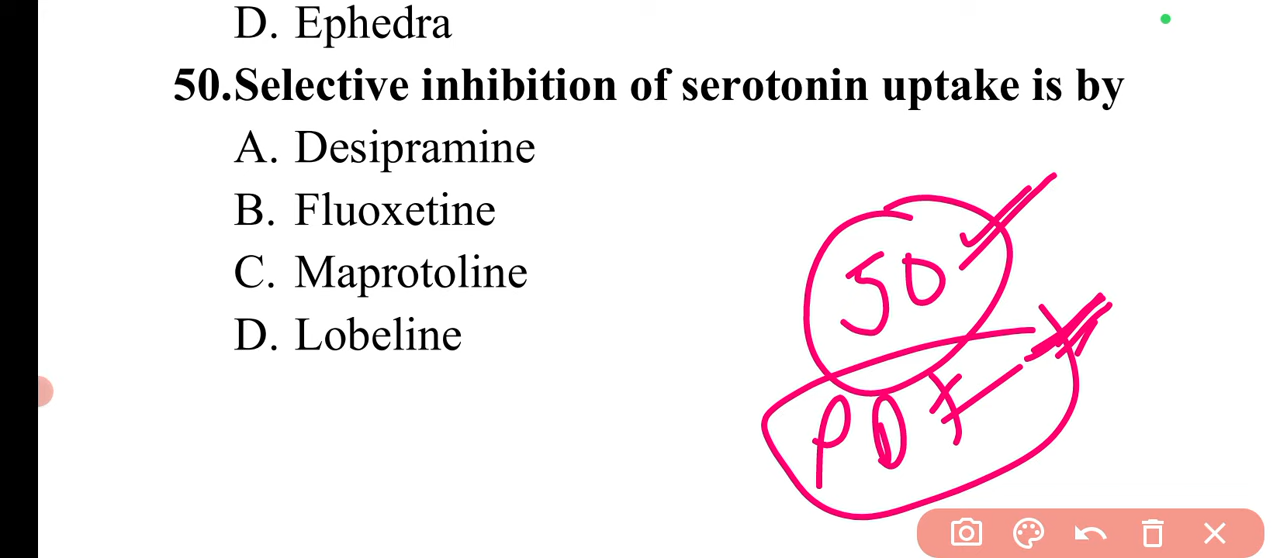 D. Ephedra
50.Selective inhibition of serotonin uptake is by
A. Desipramine
B. Fluoxetine
C. Maprotoline
D. Lobeline
50
PDF